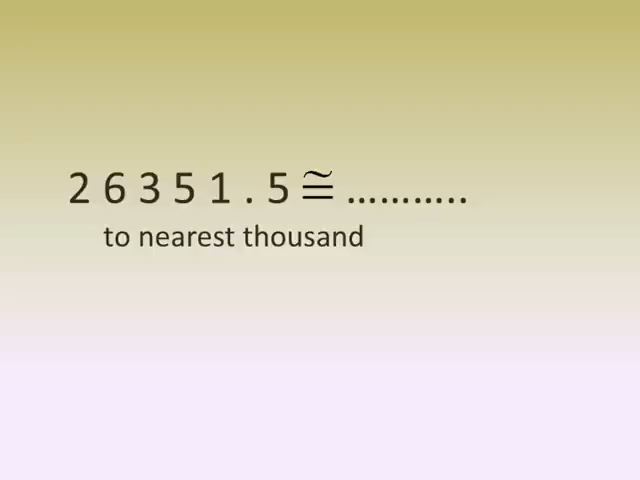 2 6 3 5 1 . 5 ≅ ………..
to nearest thousand